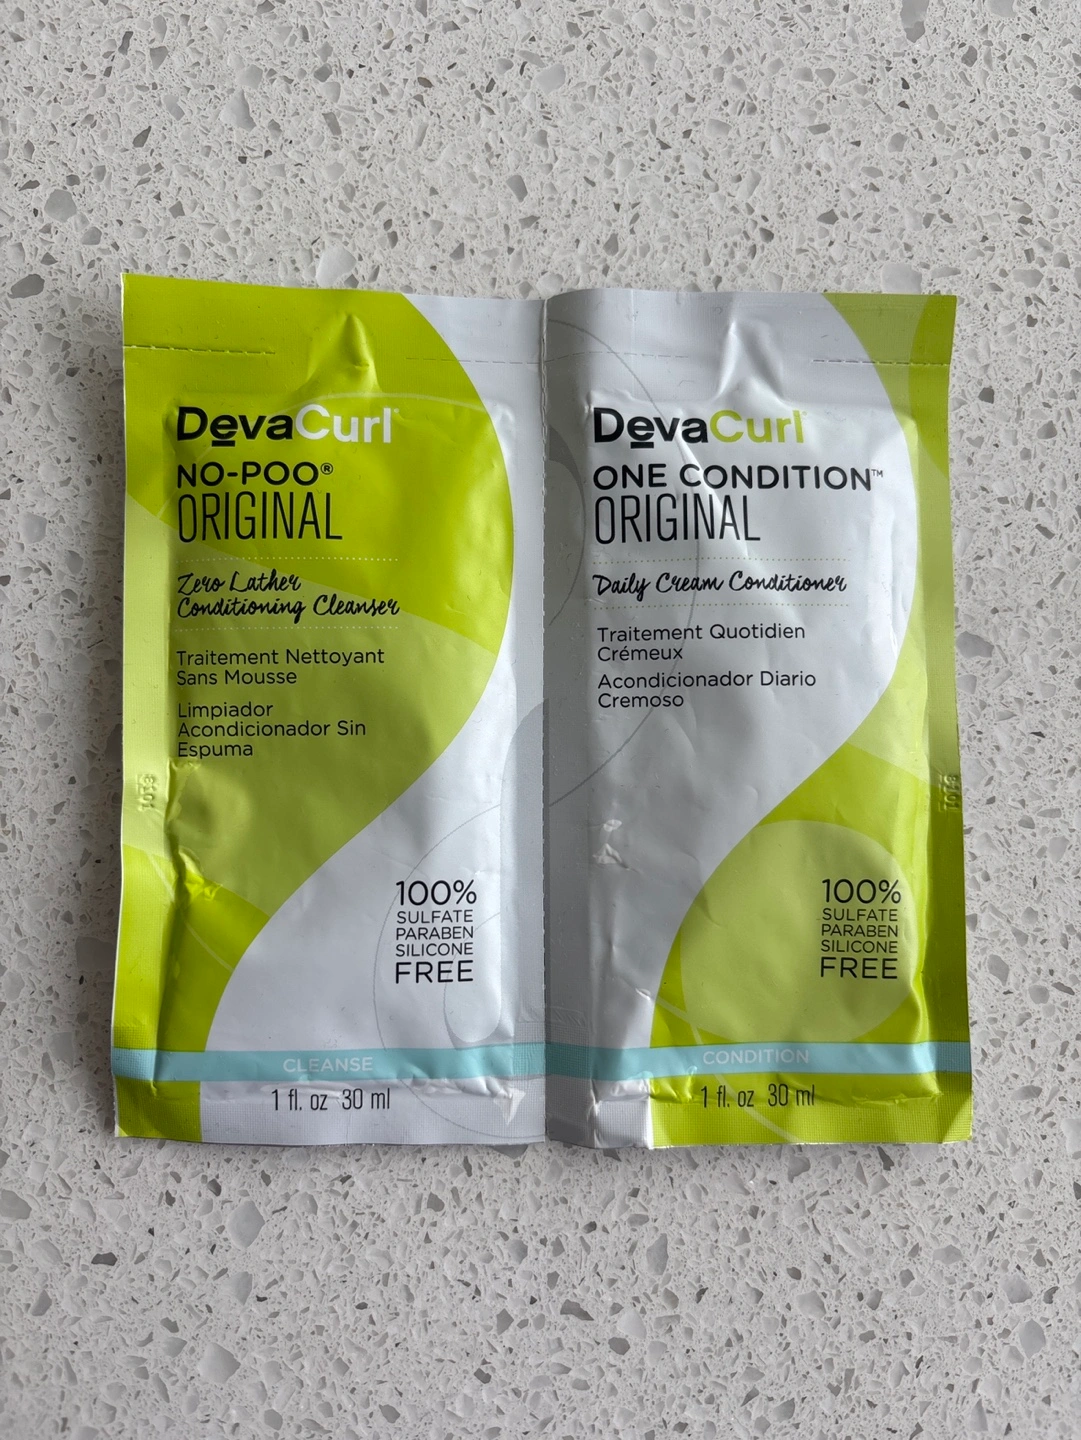 DevaCurl
NO-POO®
ORIGINAL
Zero Lather
Conditioning Cleanser
Traitement Nettoyant
Sans Mousse
Limpiador
Acondicionador Sin
Espuma
100%
SULFATE
PARABEN
SILICONE
FREE
CLEANSE
1 fl. oz 30 ml
DevaCurl
ONE CONDITION™
ORIGINAL
Daily Cream Conditioner
Traitement Quotidien
Crémeux
Acondicionador Diario
Cremoso
100%
SULFATE
PARABEN
SILICONE
FREE
CONDITION
1 fl. oz 30 ml